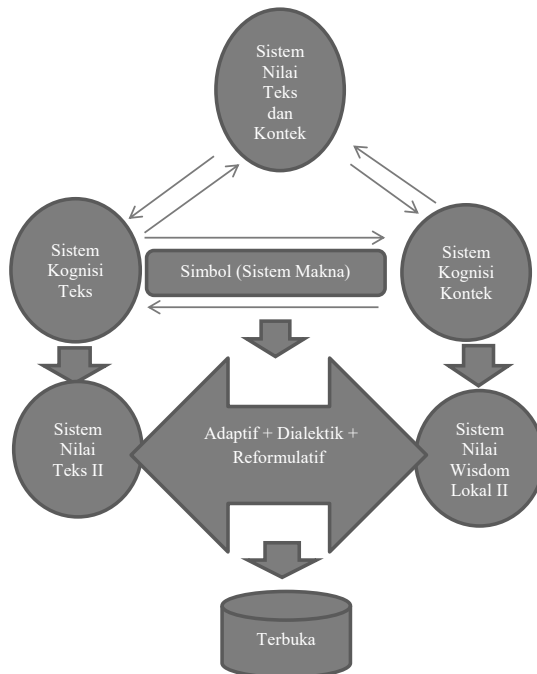 Sistem
Nilai
Teks
dan
Kontek
Sistem
Kognisi
Teks
Simbol (Sistem Makna)
Sistem
Kognisi
Kontek
Sistem
Nilai
Teks II
Adaptif + Dialektik +
Reformulatif
Sistem
Nilai
Wisdom
Lokal II
Terbuka